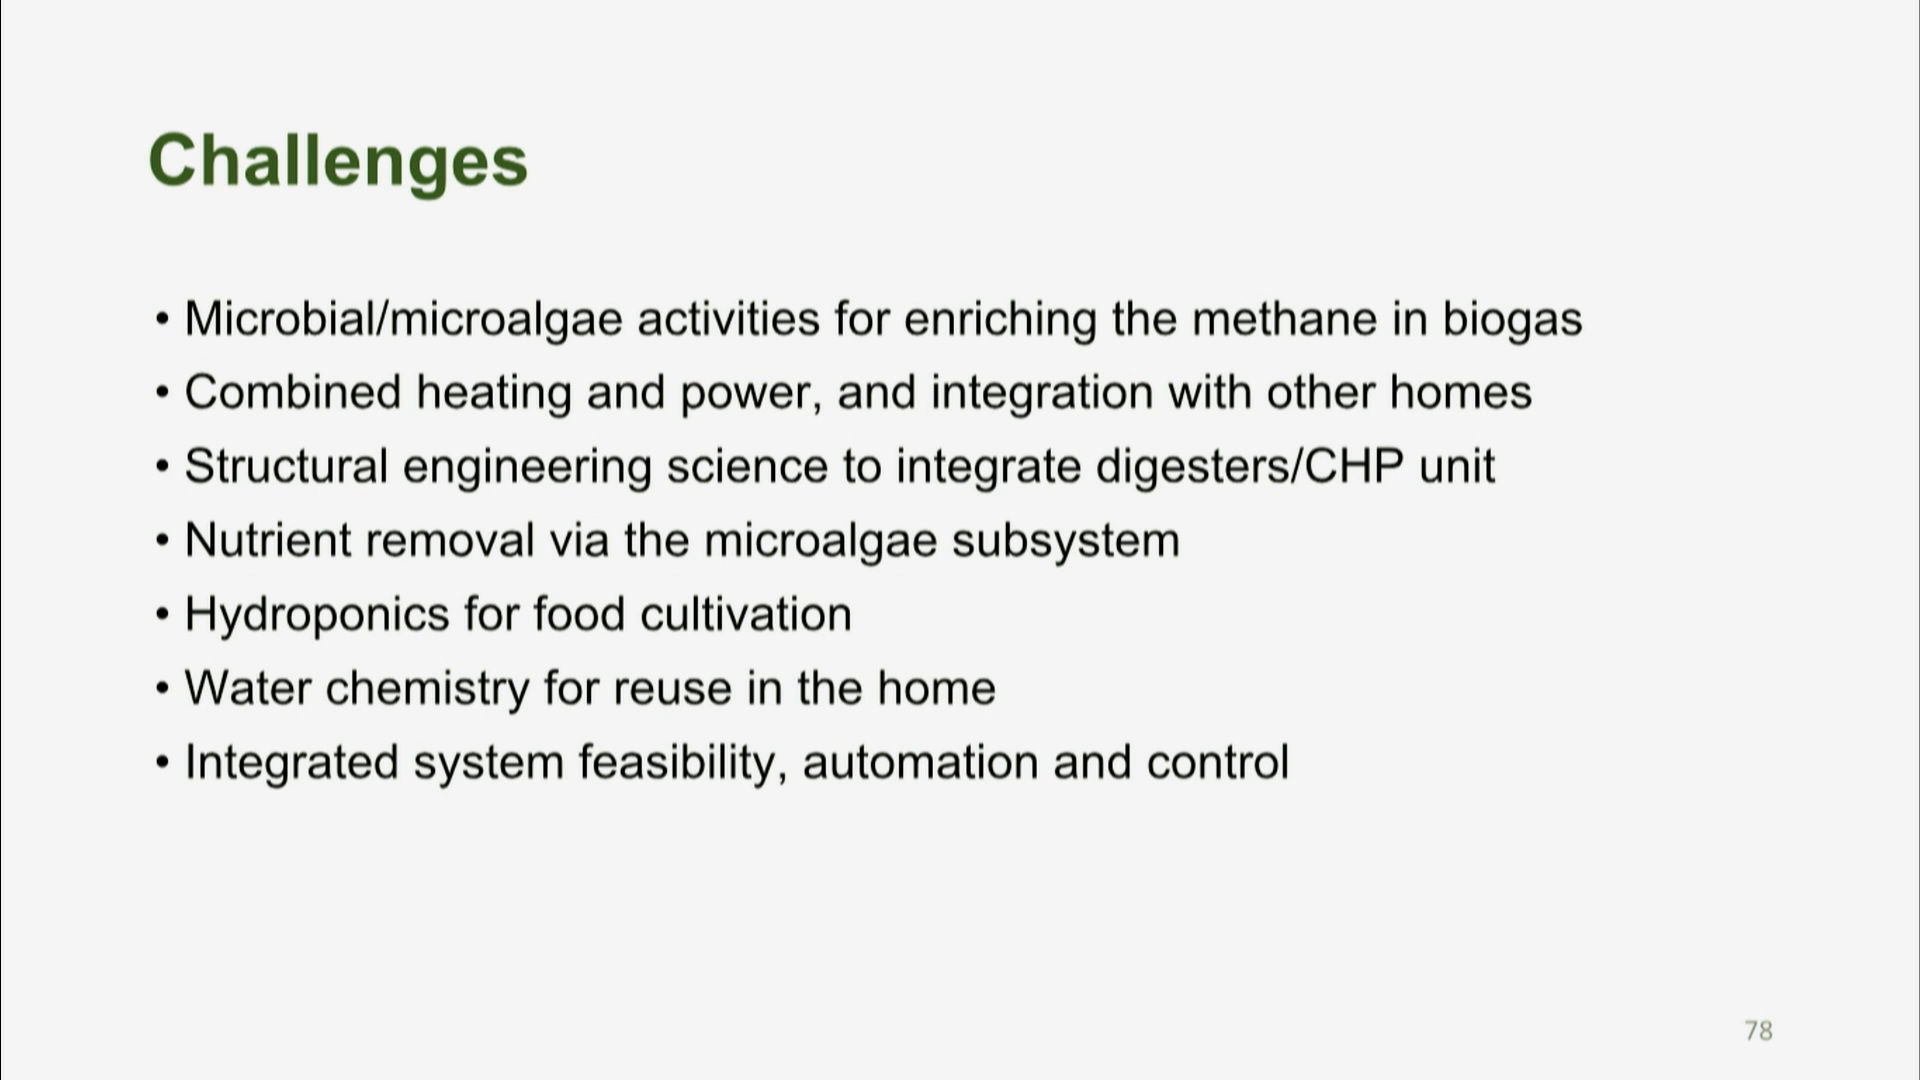 Challenges
• Microbial/microalgae activities for enriching the methane in biogas
• Combined heating and power, and integration with other homes
• Structural engineering science to integrate digesters/CHP unit
• Nutrient removal via the microalgae subsystem
• Hydroponics for food cultivation
• Water chemistry for reuse in the home
• Integrated system feasibility, automation and control
78